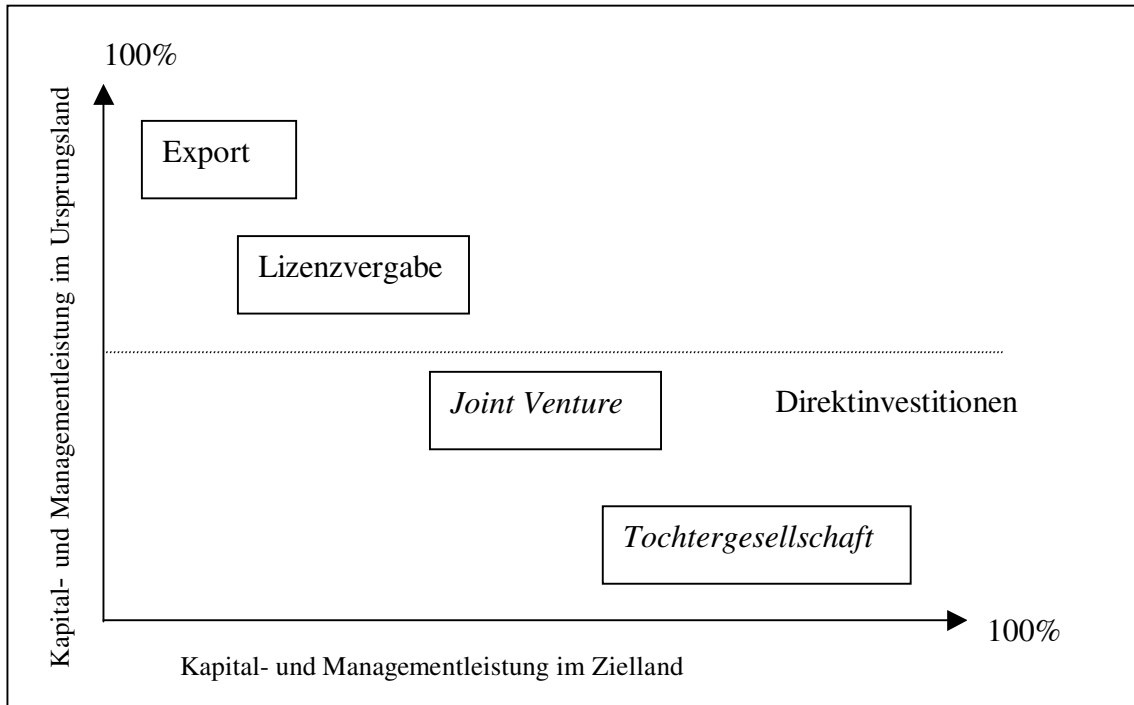 100%
Kapital- und Managementleistung im Ursprungsland
Export
Lizenzvergabe
Joint Venture
Direktinvestitionen
Tochtergesellschaft
100%
Kapital- und Managementleistung im Zielland